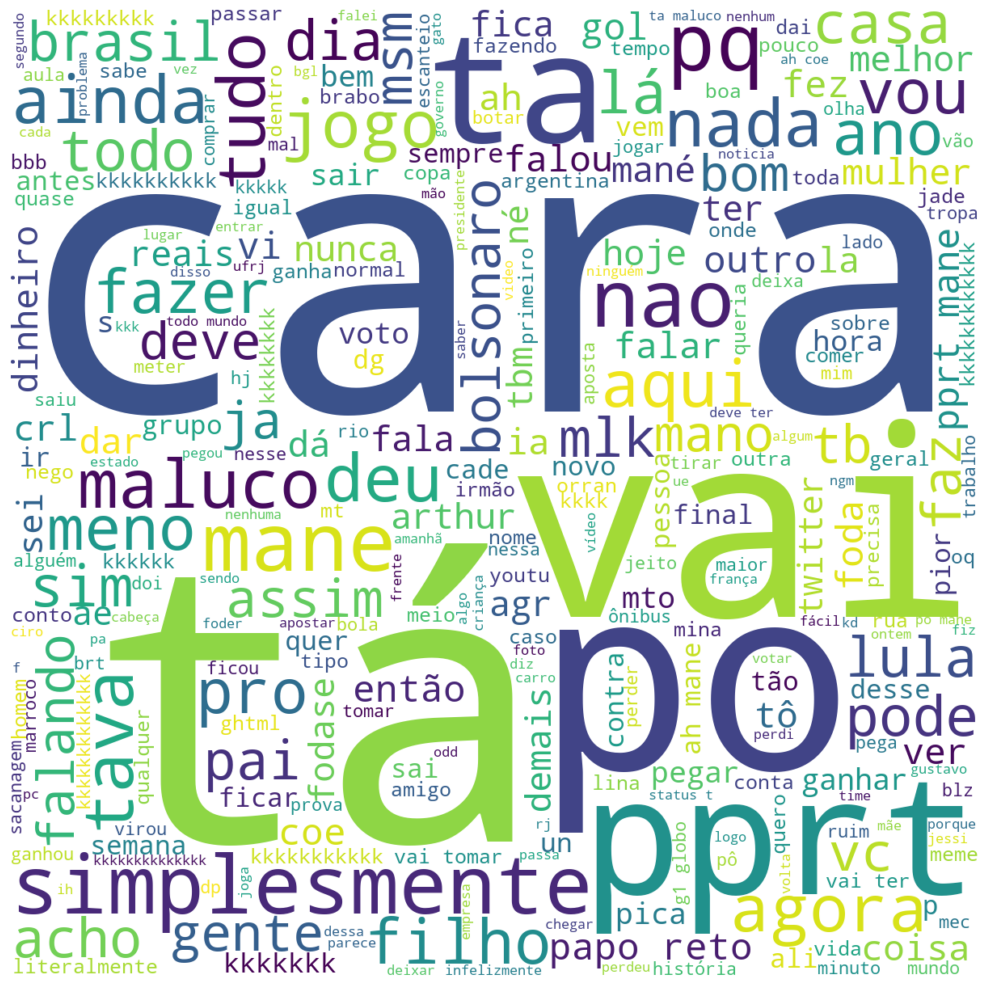 segundo
kkkkkkkkk
passar
falei
gato
dia
fica
fazendo
gol
tempo
ta maluco
nenhum
pq
dai
pouco
ah coe
casa
brasil
aula
vez
sabe
bgl
bem
msm
escanteio
governo
ta
lá
boa
melhor
ainda
problema
cada
comprar
tudo
dentro
brabo
jogo
ah
botar
vem
jogar
nada
fez
olha
vou
vão
ano
bbb
todo
mal
sempre
falou
mané
noticia
bom
toda
mulher
antes
kkkkkkkkkk
kkkkk
sair
copa
argentina
jade
quase
igual
mão
presidente
ter
onde
tropa
cara
dinheiro
lugar
entrar
reais
vi
nunca
bolsonaro
né
primeiro
ninguém
hoje
outro
la
lado
pprt mane
kkkkkkkkkkkk
disso
ufrj
ganha
normal
video
deixa
fazer
s
kkk
todo mundo
kkkkkkkk
voto
saber
tbm
nao
queria
sobre
hora
deve
dg
falar
comer
meter
hj
aposta
aqui
mim
saiu
crl
dar
grupo
ja
dá
rio
fala
ia
mlk
deve ter
mano
algum
tb
faz
ir
nego
estado
pegou
nesse
cade
novo
tirar
outra
geral
trabalho
sei
maluco
deu
irmão
orran
kkkk
ue
pessoa
ngm
meno
nenhuma
mt
arthur
nome
vai
final
twitter
foda
precisa
pior
oq
alguém
kkkkkk
mane
amanhã
nessa
vídeo
jeito
maior
frança
sim
doi
sendo
assim
frente
algo
criança
youtu
agr
mto
fácil
kd
rua
po mane
conto
ae
cabeça
tá
meio
ônibus
ontem
fiz
ciro
pa
foder
apostar
bola
caso
foto
diz
carro
po
mina
contra
ah mane
lula
f
homem
marroco
brt
falando
tava
qualquer
pro
ficou
quer
tipo
então
tomar
perder
votar
tão
perdi
desse
pode
kkkkkkkkkkkkk
ghtml
fodase
demais
tô
pega
ver
sacanagem
pc
pai
ficar
sai
amigo
odd
lina
pegar
conta
ganhar
gustavo
blz
prova
virou
coe
rj
status t
time
quero
ruim
mãe
porque
ganhou
semana
kkkkkkkkkkkkkk
kkkkkkkkkkk
vai tomar
un
passa
g1 globo
logo
pô
volta
vc
meme
jessi
simplesmente
ih
dp
joga
empresa
pprt
vai ter
acho
gente
dessa
parece
filho
chegar
pica
agora
p
mec
literalmente
kkkkkkk
deixar
infelizmente
perdeu
papo reto
história
ali
vida
minuto
coisa
mundo